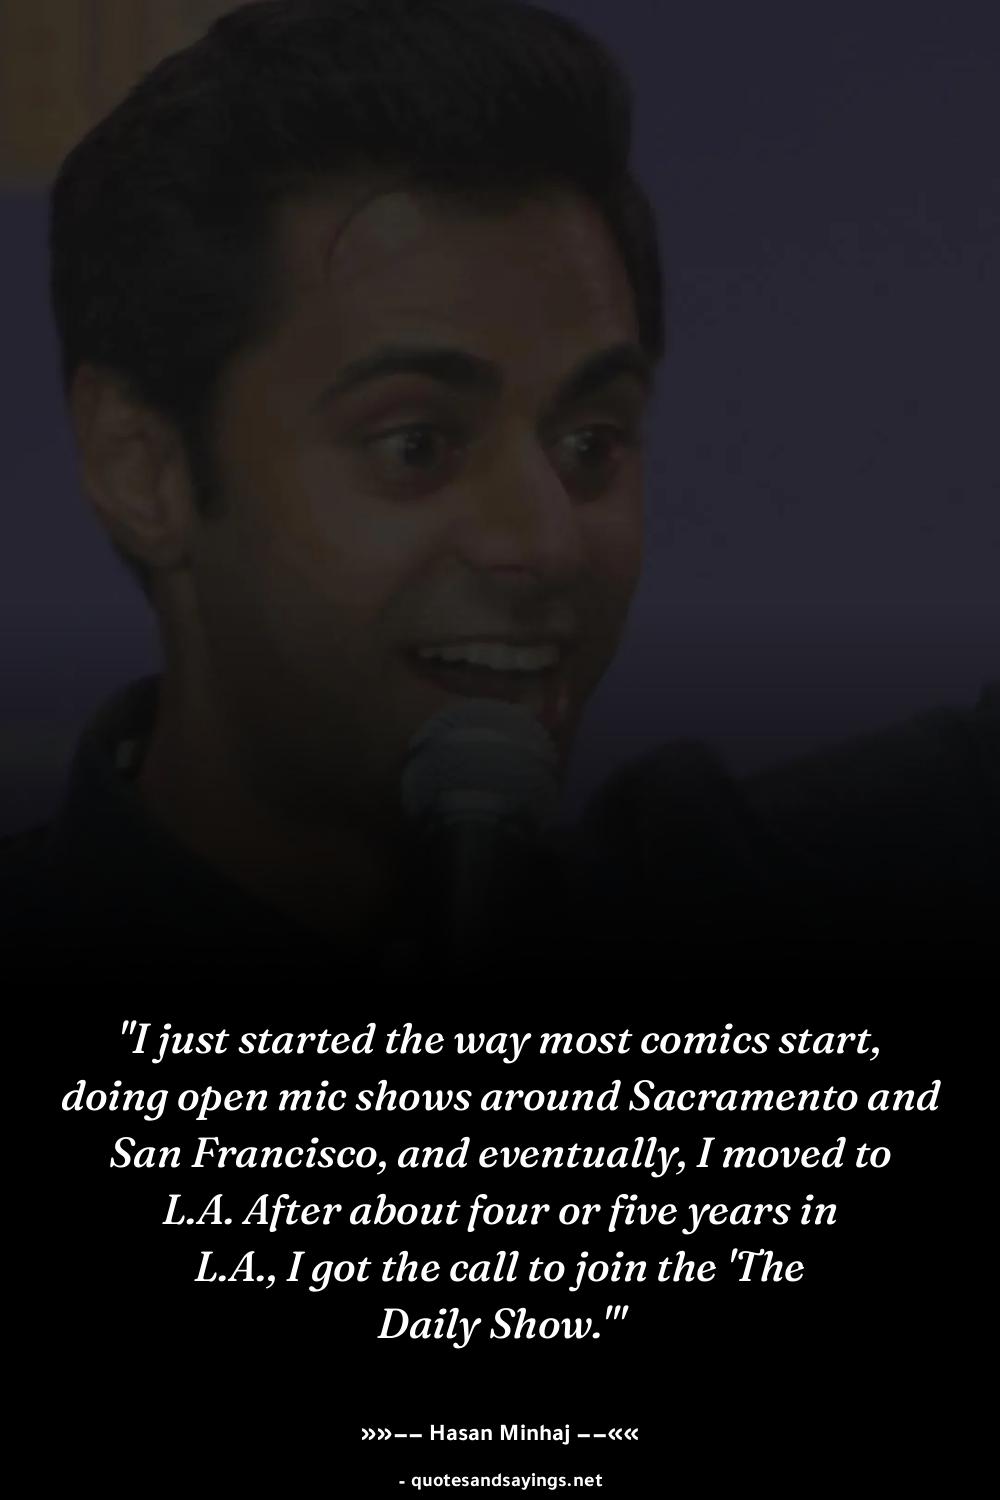 "I just started the way most comics start,
doing open mic shows around Sacramento and
San Francisco, and eventually, I moved to
L.A. After about four or five years in
L.A., I got the call to join the 'The
Daily Show.'"
»»−− Hasan Minhaj −−««
- quotesandsayings.net